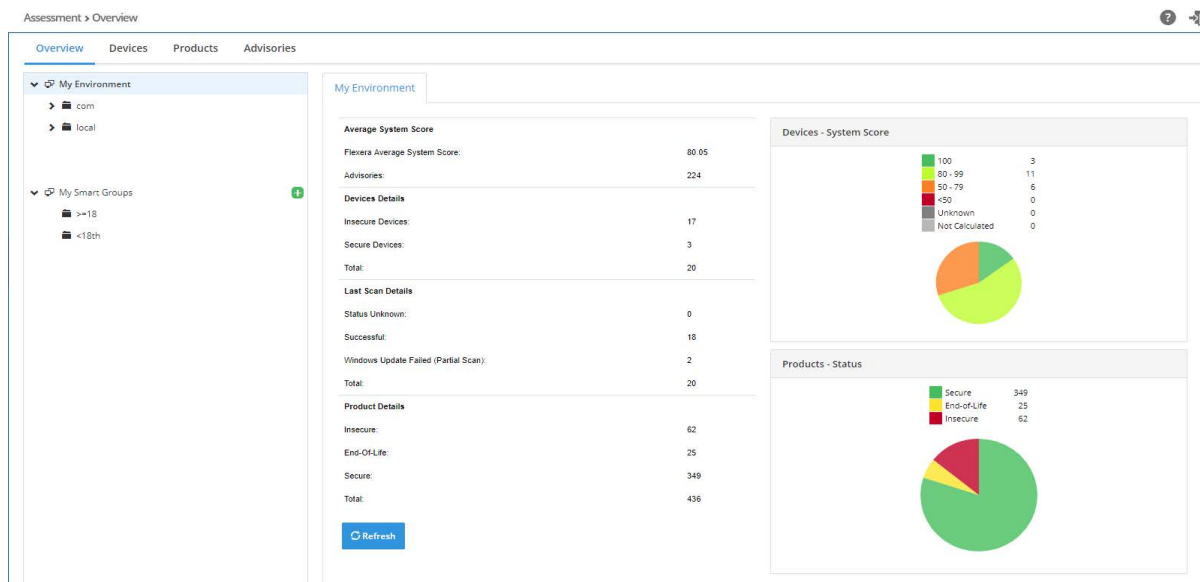 Assessment > Overview
Overview Devices Products Advisories
My Environment
com
local
My Smart Groups
>=18
<18th
My Environment
Average System Score
Flexera Average System Score: 80.05
Advisories: 224
Devices Details
Insecure Devices: 17
Secure Devices: 3
Total: 20
Last Scan Details
Status Unknown: 0
Successful: 18
Windows Update Failed (Partial Scan): 2
Total: 20
Product Details
Insecure: 62
End-Of-Life: 25
Secure: 349
Total: 436
Refresh
Devices - System Score
100 3
80 - 99 11
50 - 79 6
<50 0
Unknown 0
Not Calculated 0
Products - Status
Secure 349
End-of-Life 25
Insecure 62